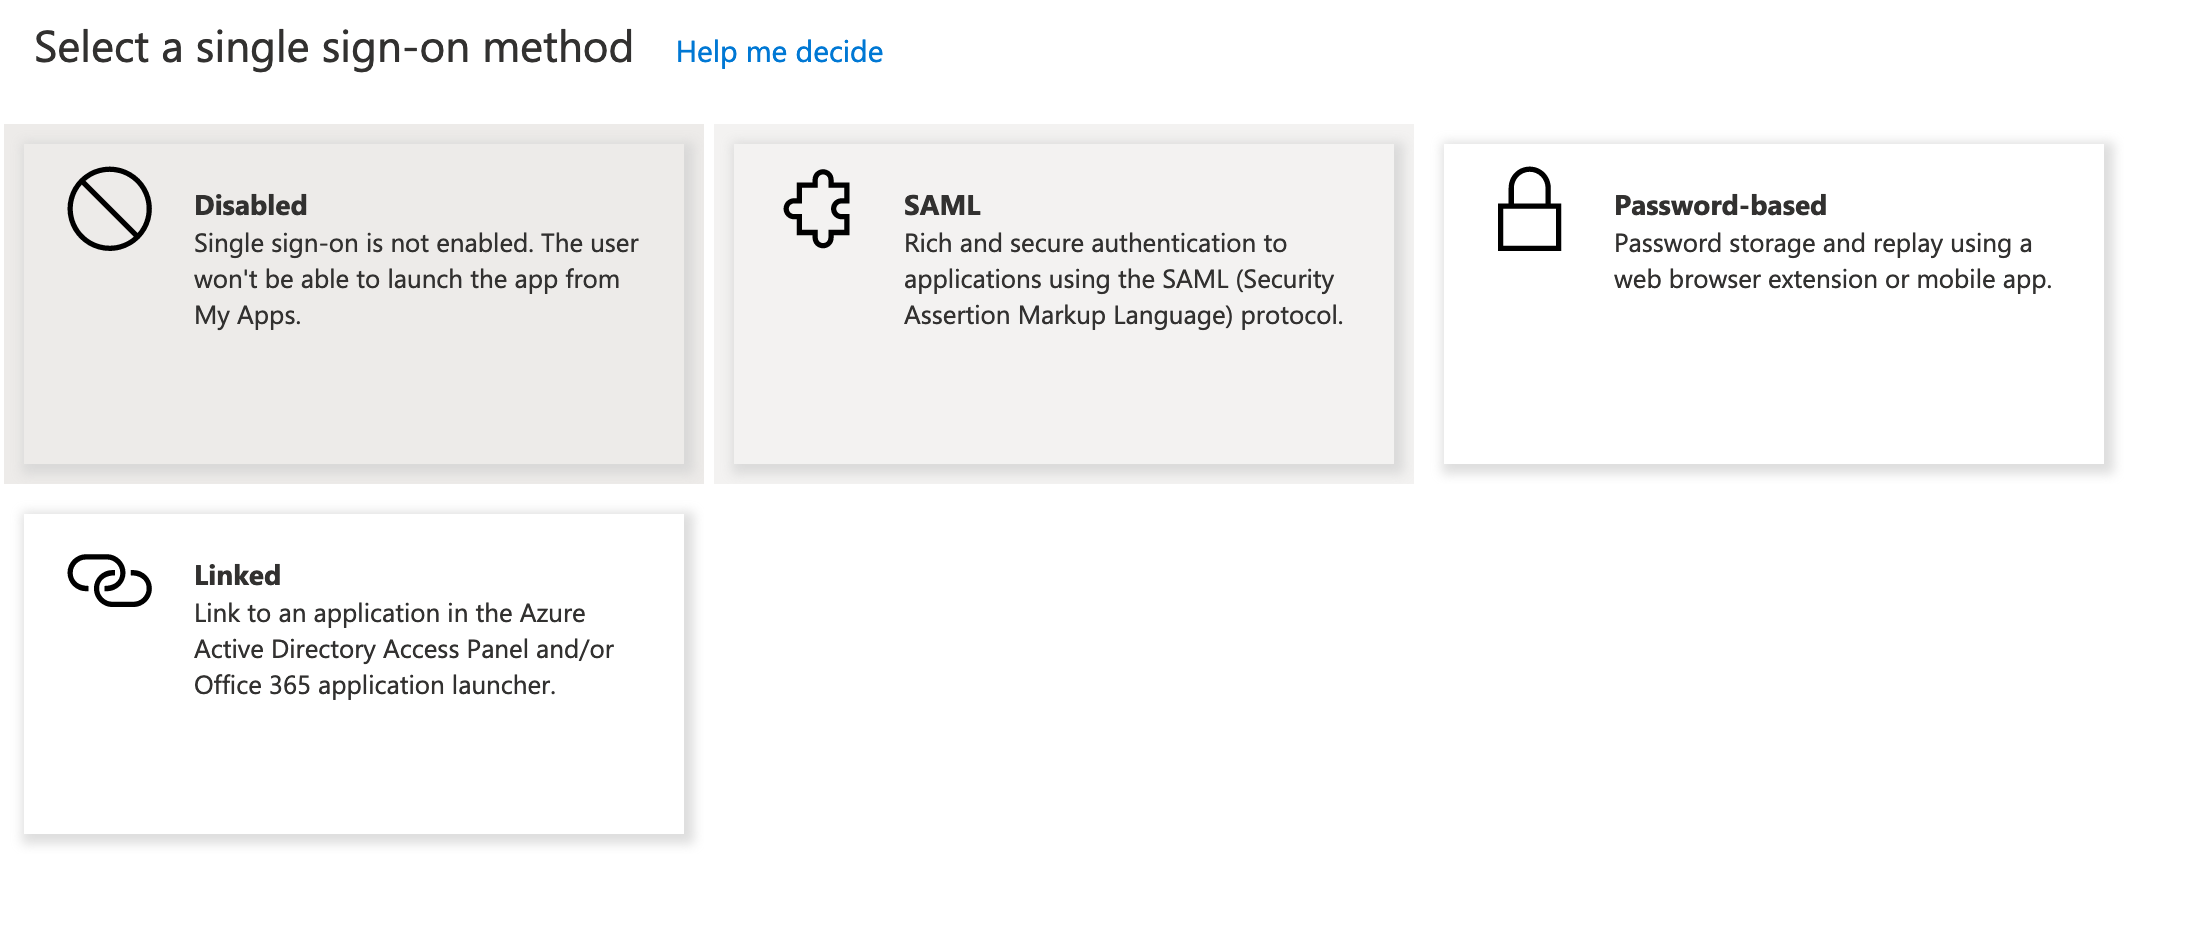 Select a single sign-on method Help me decide
Disabled
Single sign-on is not enabled. The user
won't be able to launch the app from
My Apps.
SAML
Rich and secure authentication to
applications using the SAML (Security
Assertion Markup Language) protocol.
Password-based
Password storage and replay using a
web browser extension or mobile app.
Linked
Link to an application in the Azure
Active Directory Access Panel and/or
Office 365 application launcher.